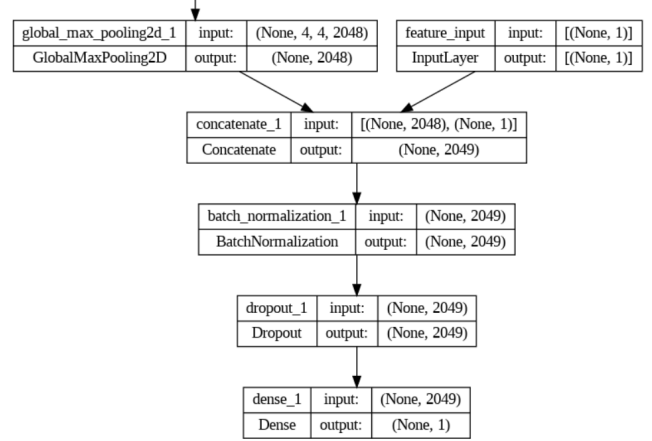 global_max_pooling2d_1 input: (None, 4, 4, 2048)
GlobalMaxPooling2D output: (None, 2048)
feature_input input: [(None, 1)]
InputLayer output: [(None, 1)]
concatenate_1 input: [(None, 2048), (None, 1)]
Concatenate output: (None, 2049)
batch_normalization_1 input: (None, 2049)
BatchNormalization output: (None, 2049)
dropout_1 input: (None, 2049)
Dropout output: (None, 2049)
dense_1 input: (None, 2049)
Dense output: (None, 1)